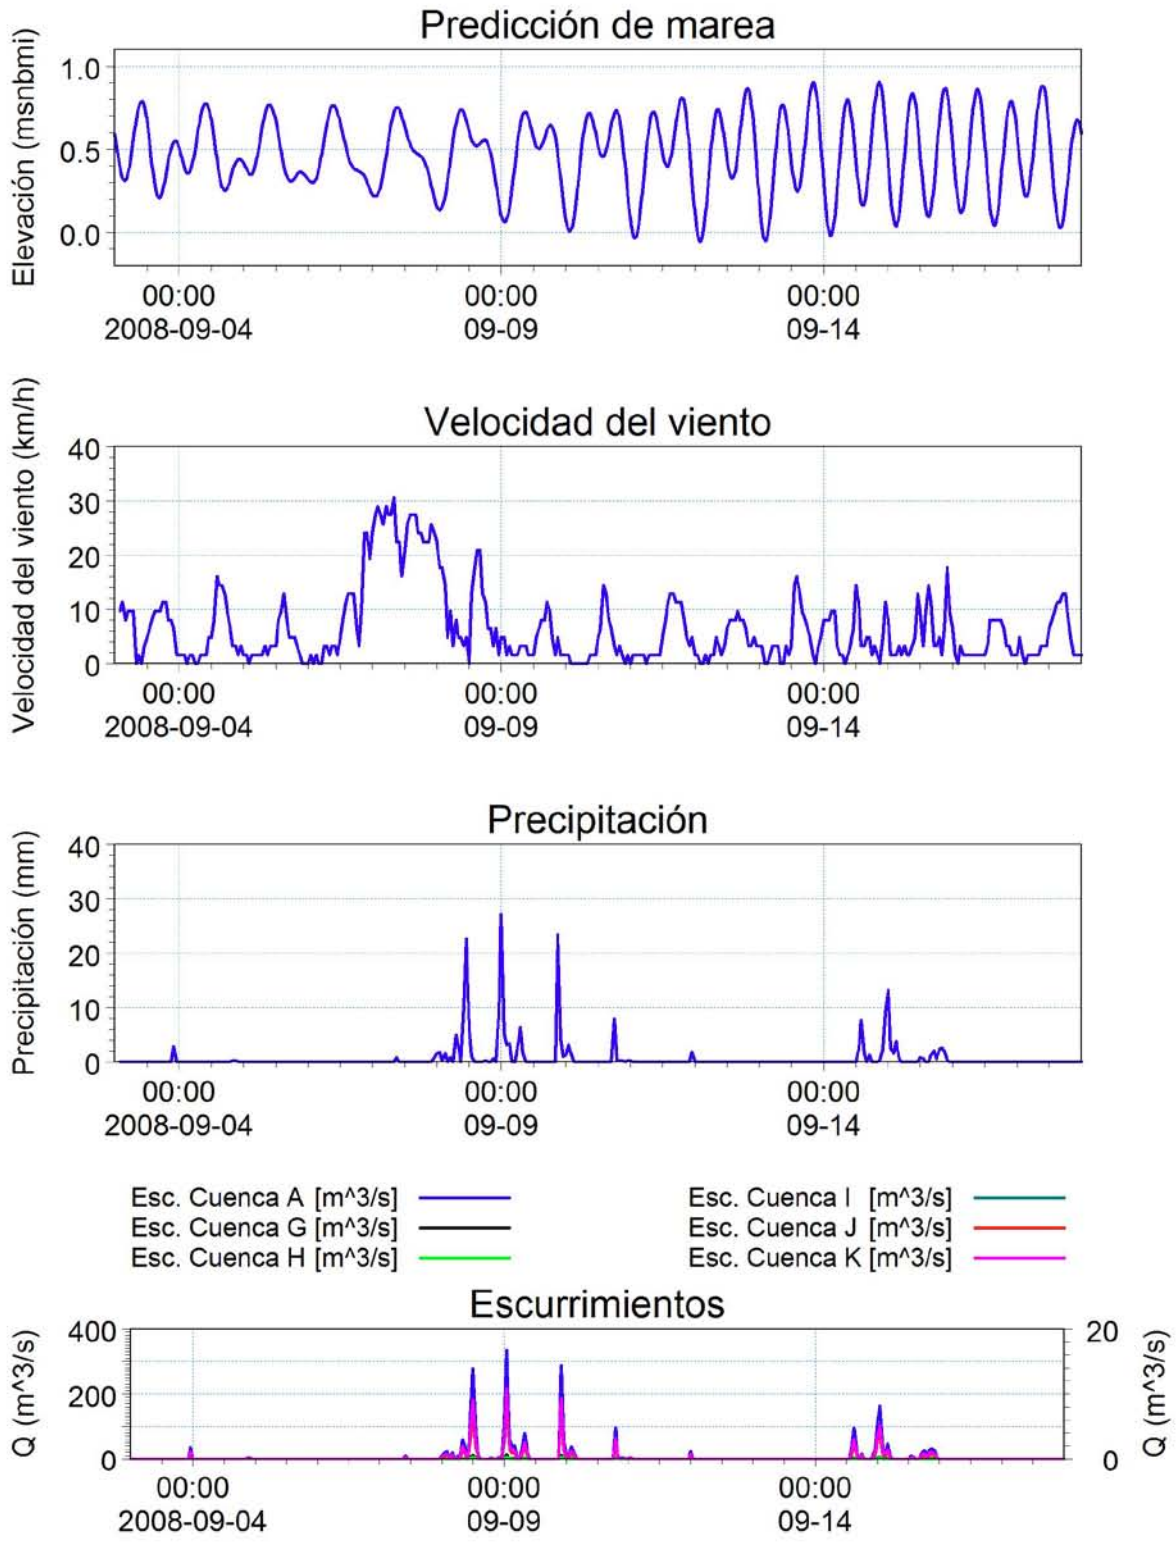 Predicción de marea
Elevación (msnbmi)
1.0
0.5
0.0
00:00 00:00 00:00
2008-09-04 09-09 09-14
Velocidad del viento
Velocidad del viento (km/h)
40
30
20
10
0
00:00 00:00 00:00
2008-09-04 09-09 09-14
Precipitación
Precipitación (mm)
40
30
20
10
0
00:00 00:00 00:00
2008-09-04 09-09 09-14
Esc. Cuenca A [m^3/s] Esc. Cuenca I [m^3/s]
Esc. Cuenca G [m^3/s] Esc. Cuenca J [m^3/s]
Esc. Cuenca H [m^3/s] Esc. Cuenca K [m^3/s]
Escurrimientos
Q (m^3/s)
400 20
200
0 0
Q (m^3/s)
00:00 00:00 00:00
2008-09-04 09-09 09-14